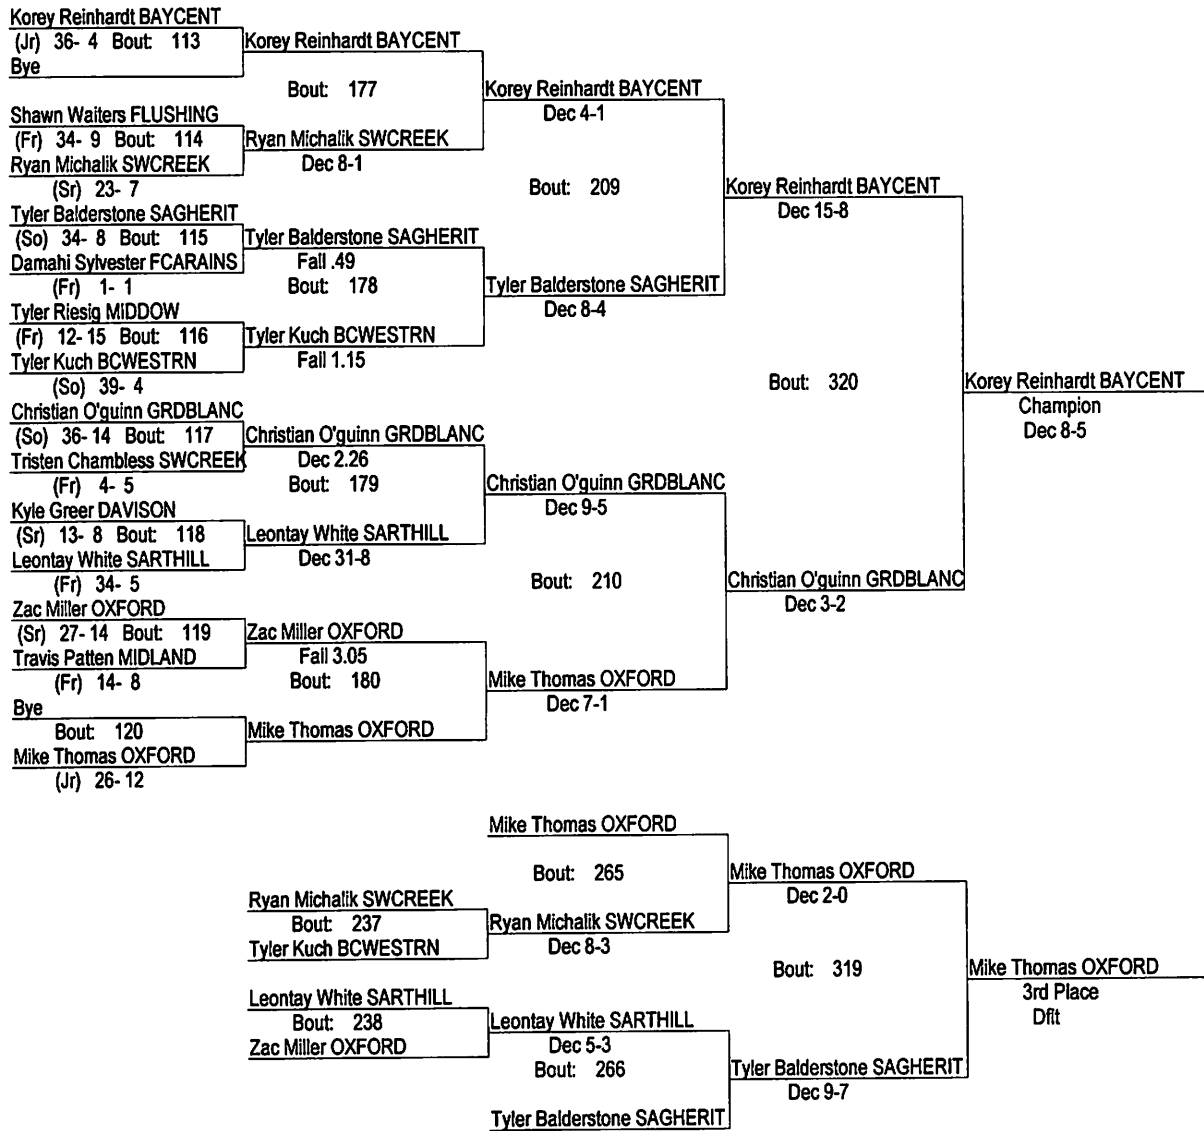 Korey Reinhardt BAYCENT
(Jr) 36- 4 Bout: 113
Bye
Korey Reinhardt BAYCENT
Bout: 177
Shawn Waiters FLUSHING
(Fr) 34- 9 Bout: 114
Ryan Michalik SWCREEK
(Sr) 23- 7
Ryan Michalik SWCREEK
Dec 8-1
Korey Reinhardt BAYCENT
Dec 4-1
Bout: 209
Tyler Balderstone SAGHERIT
(So) 34- 8 Bout: 115
Damahi Sylvester FCARAINS
(Fr) 1- 1
Tyler Balderstone SAGHERIT
Fall .49
Bout: 178
Tyler Riesig MIDDOW
(Fr) 12- 15 Bout: 116
Tyler Kuch BCWESTRN
(So) 39- 4
Tyler Kuch BCWESTRN
Fall 1.15
Tyler Balderstone SAGHERIT
Dec 8-4
Korey Reinhardt BAYCENT
Dec 15-8
Bout: 320
Korey Reinhardt BAYCENT
Champion
Dec 8-5
Christian O'guinn GRDBLANC
(So) 36- 14 Bout: 117
Tristen Chambless SWCREEK
(Fr) 4- 5
Christian O'guinn GRDBLANC
Dec 2.26
Bout: 179
Kyle Greer DAVISON
(Sr) 13- 8 Bout: 118
Leontay White SARTHILL
(Fr) 34- 5
Leontay White SARTHILL
Dec 31-8
Christian O'guinn GRDBLANC
Dec 9-5
Bout: 210
Zac Miller OXFORD
(Sr) 27- 14 Bout: 119
Travis Patten MIDLAND
(Fr) 14- 8
Zac Miller OXFORD
Fall 3.05
Bout: 180
Bye
Bout: 120
Mike Thomas OXFORD
(Jr) 26- 12
Mike Thomas OXFORD
Mike Thomas OXFORD
Dec 7-1
Christian O'guinn GRDBLANC
Dec 3-2
Mike Thomas OXFORD
Bout: 265
Ryan Michalik SWCREEK
Bout: 237
Tyler Kuch BCWESTRN
Ryan Michalik SWCREEK
Dec 8-3
Mike Thomas OXFORD
Dec 2-0
Bout: 319
Mike Thomas OXFORD
3rd Place
Dflt
Leontay White SARTHILL
Bout: 238
Zac Miller OXFORD
Leontay White SARTHILL
Dec 5-3
Bout: 266
Tyler Balderstone SAGHERIT
Tyler Balderstone SAGHERIT
Dec 9-7